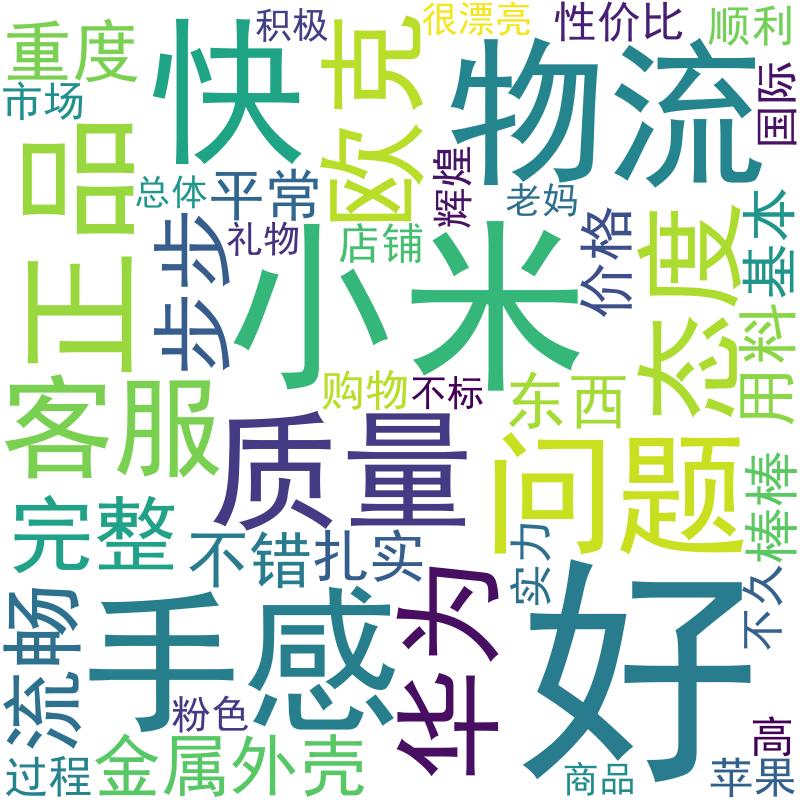 重度
快
积极
欧克
很漂亮
性价比
顺利
物流
国际
市场
正品
总体
平常
辉煌
老妈
步步
礼物
店铺
小米
价格
态度
基本
用料
客服
购物
不标
东西
质量
问题
完整
不错
扎实
实力
棒棒
流畅
手感
华为
好
不久
粉色
过程
金属外壳
商品
高
苹果